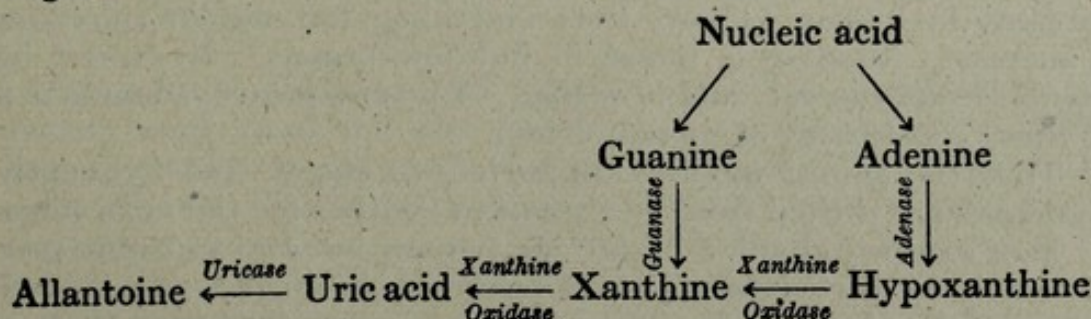 Nucleic acid
Guanine Adenine
Guanase Adenase
Uricase Xanthine Xanthine
Allantoine Uric acid Xanthine Hypoxanthine
Oxidase Oxidase